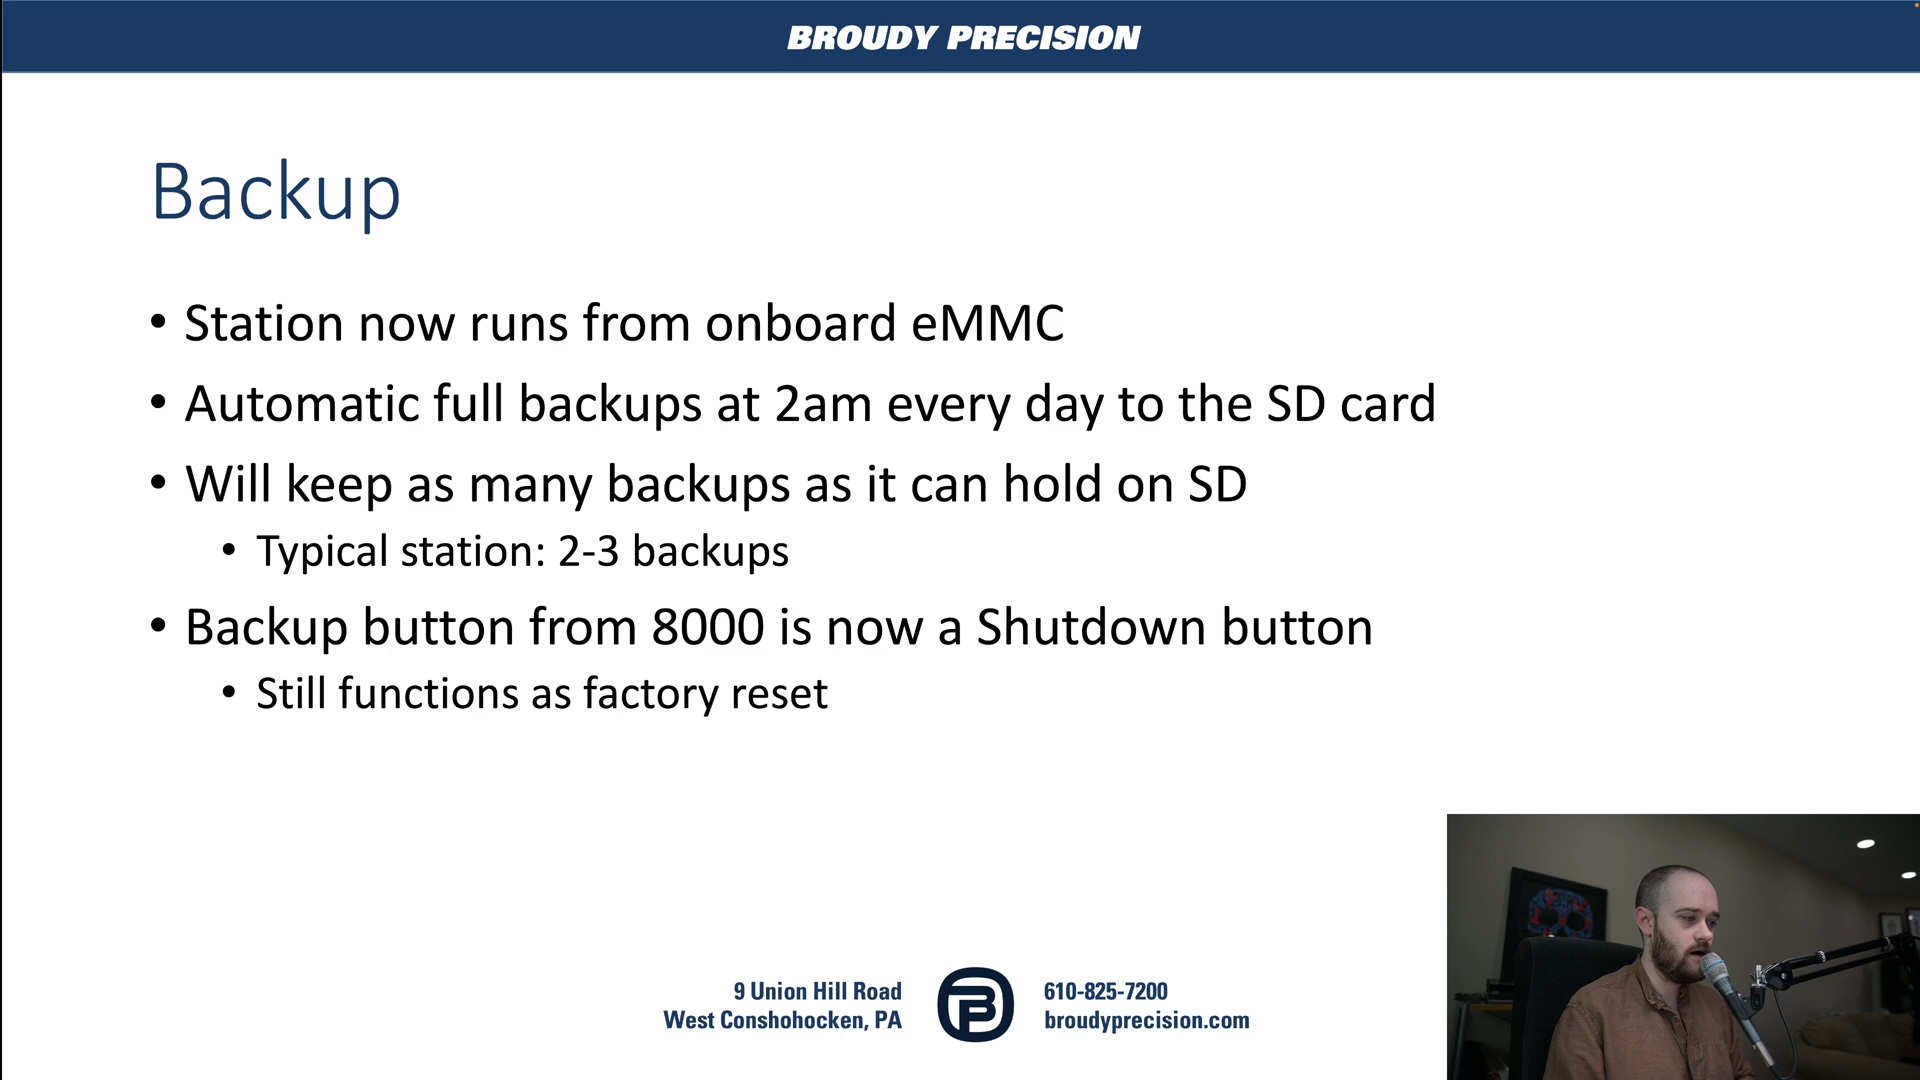 BROUDY PRECISION
Backup
• Station now runs from onboard eMMC
• Automatic full backups at 2am every day to the SD card
• Will keep as many backups as it can hold on SD
• Typical station: 2-3 backups
• Backup button from 8000 is now a Shutdown button
• Still functions as factory reset
9 Union Hill Road
West Conshohocken, PA
610-825-7200
broudyprecision.com